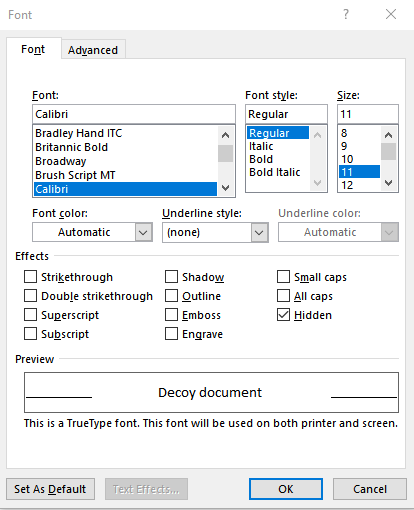 Font
Font Advanced
Font: Font style: Size:
Calibri Regular 11
Bradley Hand ITC Regular 8
Britannic Bold Italic 9
Broadway Bold 10
Brush Script MT Bold Italic 11
Calibri 12
Font color: Underline style: Underline color:
Automatic (none) Automatic
Effects
Strikethrough Shadow Small caps
Double strikethrough Outline All caps
Superscript Emboss Hidden
Subscript Engrave
Preview
Decoy document
This is a TrueType font. This font will be used on both printer and screen.
Set As Default Text Effects... OK Cancel